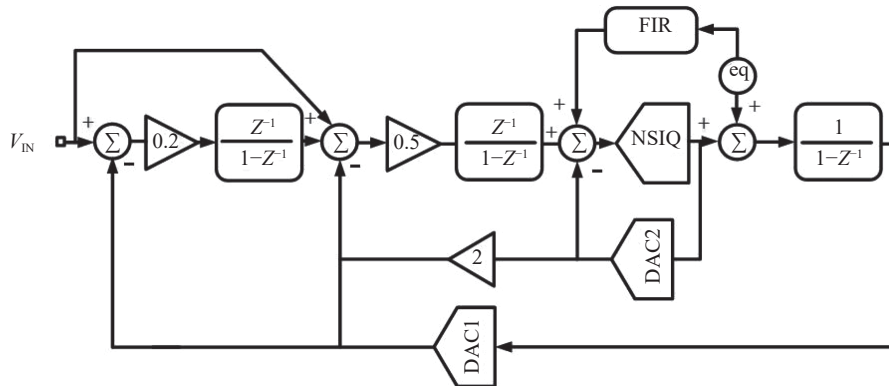 FIR
eq
+
+
+
+
+
+
V_IN
Σ
0.2
Z⁻¹
1−Z⁻¹
Σ
0.5
Z⁻¹
1−Z⁻¹
Σ
NSIQ
Σ
1
1−Z⁻¹
-
-
-
2
DAC2
DAC1